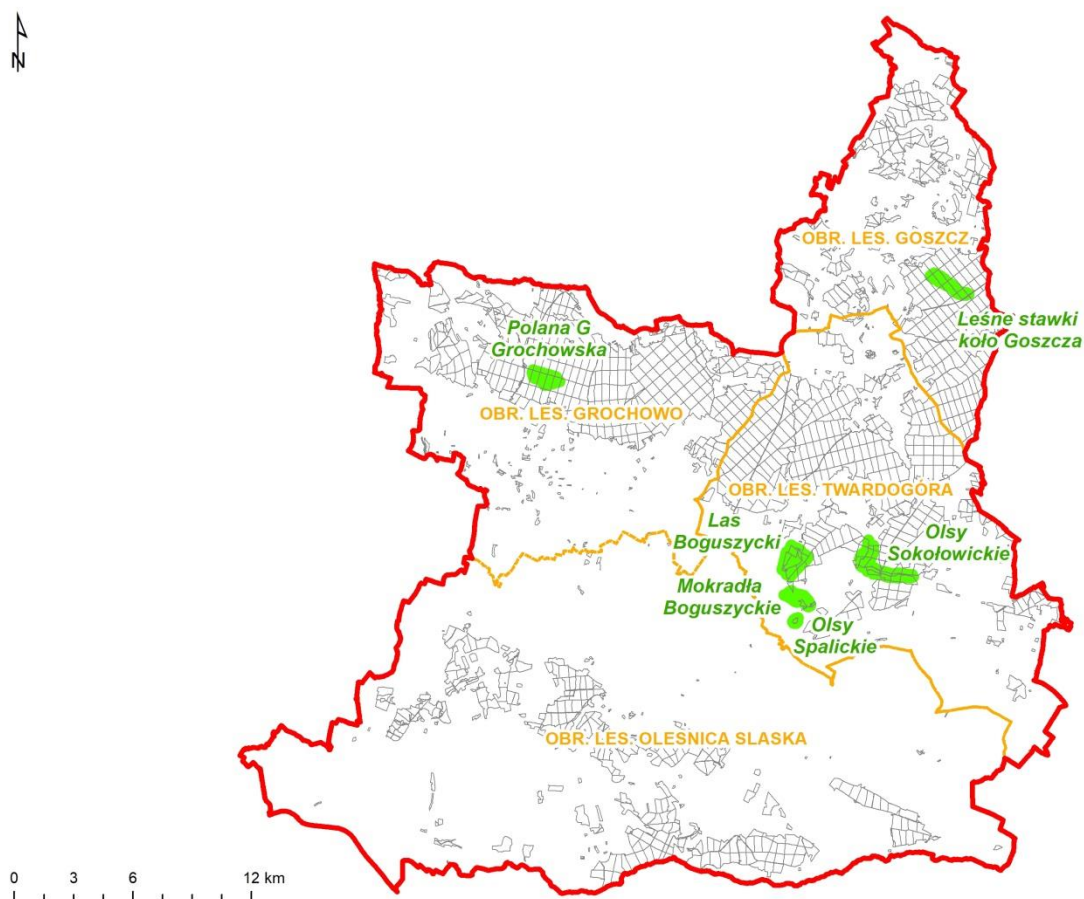 N
OBR. LES. GOSZCZ
Leśne stawki
koło Goszcza
Polana G
Grochowska
OBR. LES. GROCHOWO
OBR. LES. TWARDOGÓRA
Las
Boguszycki
Olsy
Sokołowickie
Mokradła
Boguszyckie
Olsy
Spalickie
OBR. LES. OLESNICA SLASKA
0 3 6 12 km